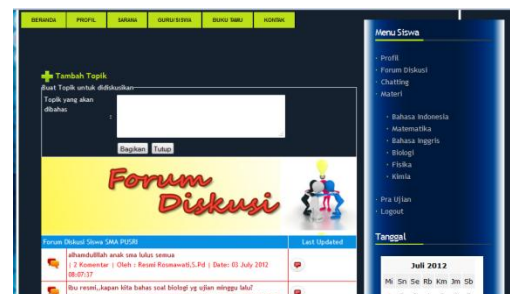 BERANDA PROFIL SARANA GURU/SISWA BUKU TAMU KONTAK
Tambah Topik
Buat Topik untuk didiskusikan
Topik yang akan
dibahas :
Bagikan Tutup
Forum
Diskusi
Forum Diskusi Siswa SMA PUSRI Last Updated
alhamdulillah anak sma lulus semua
| 2 Komentar | Oleh : Resmi Rosmawati,S.Pd | Date: 03 July 2012
08:07:37
ibu resmi,,kapan kita bahas soal biologi yg ujian minggu lalu?
Menu Siswa
· Profil
· Forum Diskusi
· Chatting
· Materi
· Bahasa Indonesia
· Matematika
· Bahasa Inggris
· Biologi
· Fisika
· Kimia
· Pra Ujian
· Logout
Tanggal
Juli 2012
Mi Sn Se Rb Km Jm Sb